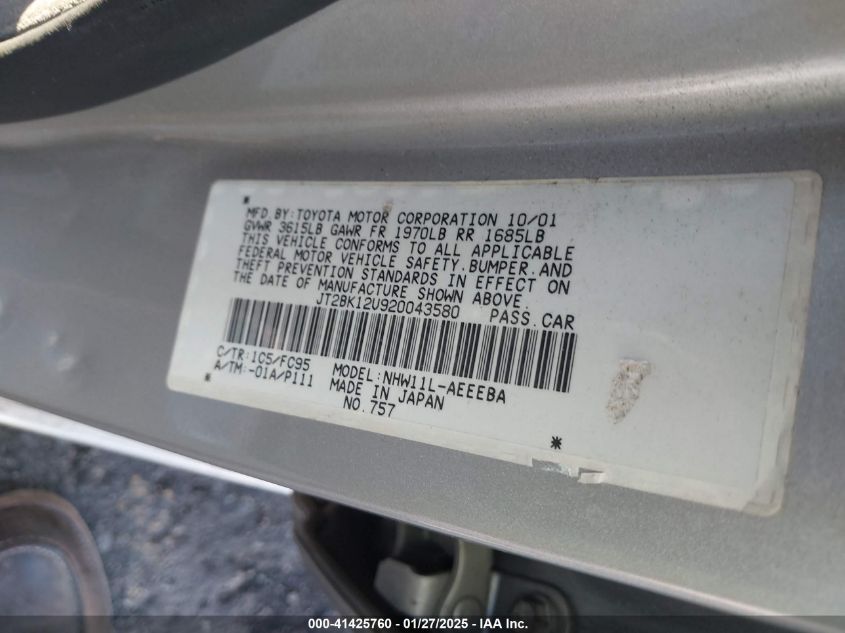 MFD BY:TOYOTA MOTOR CORPORATION 10/01
GVWR 3615LB GAWR FR 1970LB RR 1685LB
THIS VEHICLE CONFORMS TO ALL APPLICABLE
FEDERAL MOTOR VEHICLE SAFETY,BUMPER,AND
THEFT PREVENTION STANDARDS IN EFFECT ON
THE DATE OF MANUFACTURE SHOWN ABOVE.
JT2BK12U920043580 PASS.CAR
C/TR:1C5/FC95 MODEL:NHW11L-AEEEBA
A/TM:-01A/P111 MADE IN JAPAN
NO.757
000-41425760 - 01/27/2025 - IAA Inc.